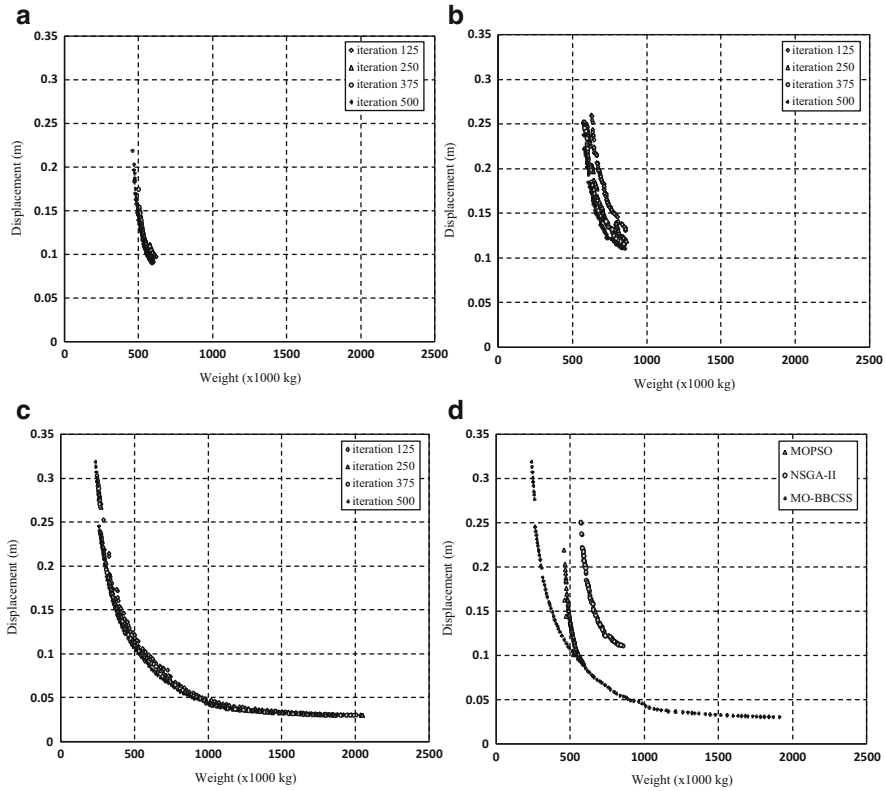 a
0.35
0.3
0.25
0.2
0.15
0.1
0.05
0
Displacement (m)
iteration 125
iteration 250
iteration 375
iteration 500
0 500 1000 1500 2000 2500
Weight (x1000 kg)
b
0.35
0.3
0.25
0.2
0.15
0.1
0.05
0
Displacement (m)
iteration 125
iteration 250
iteration 375
iteration 500
0 500 1000 1500 2000 2500
Weight (x1000 kg)
c
0.35
0.3
0.25
0.2
0.15
0.1
0.05
0
Displacement (m)
iteration 125
iteration 250
iteration 375
iteration 500
0 500 1000 1500 2000 2500
Weight (x1000 kg)
d
0.35
0.3
0.25
0.2
0.15
0.1
0.05
0
Displacement (m)
MOPSO
NSGA-II
MO-BBCSS
0 500 1000 1500 2000 2500
Weight (x1000 kg)